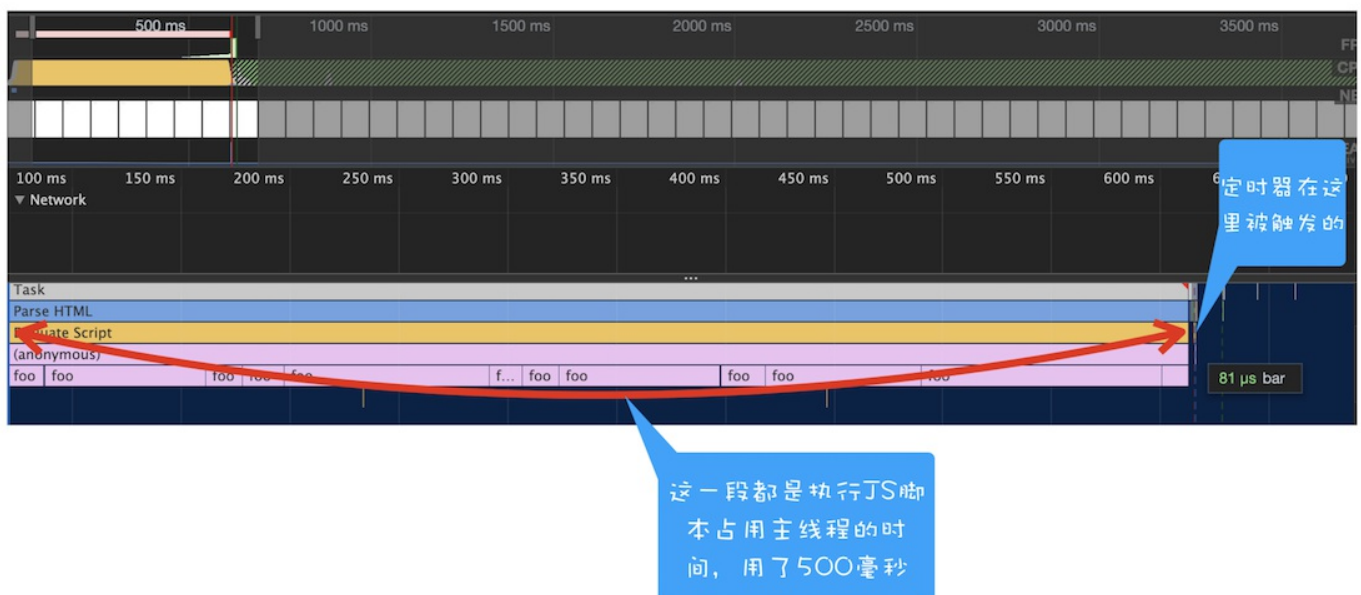 500 ms 1000 ms 1500 ms 2000 ms 2500 ms 3000 ms 3500 ms
100 ms 150 ms 200 ms 250 ms 300 ms 350 ms 400 ms 450 ms 500 ms 550 ms 600 ms
▼ Network
定时器在这
里被触发的
...
Task
Parse HTML
Script
(anonymous)
foo foo foo foo foo f... foo foo foo foo foo
81 µs bar
这一段都是执行JS脚
本占用主线程的时
间，用了500毫秒